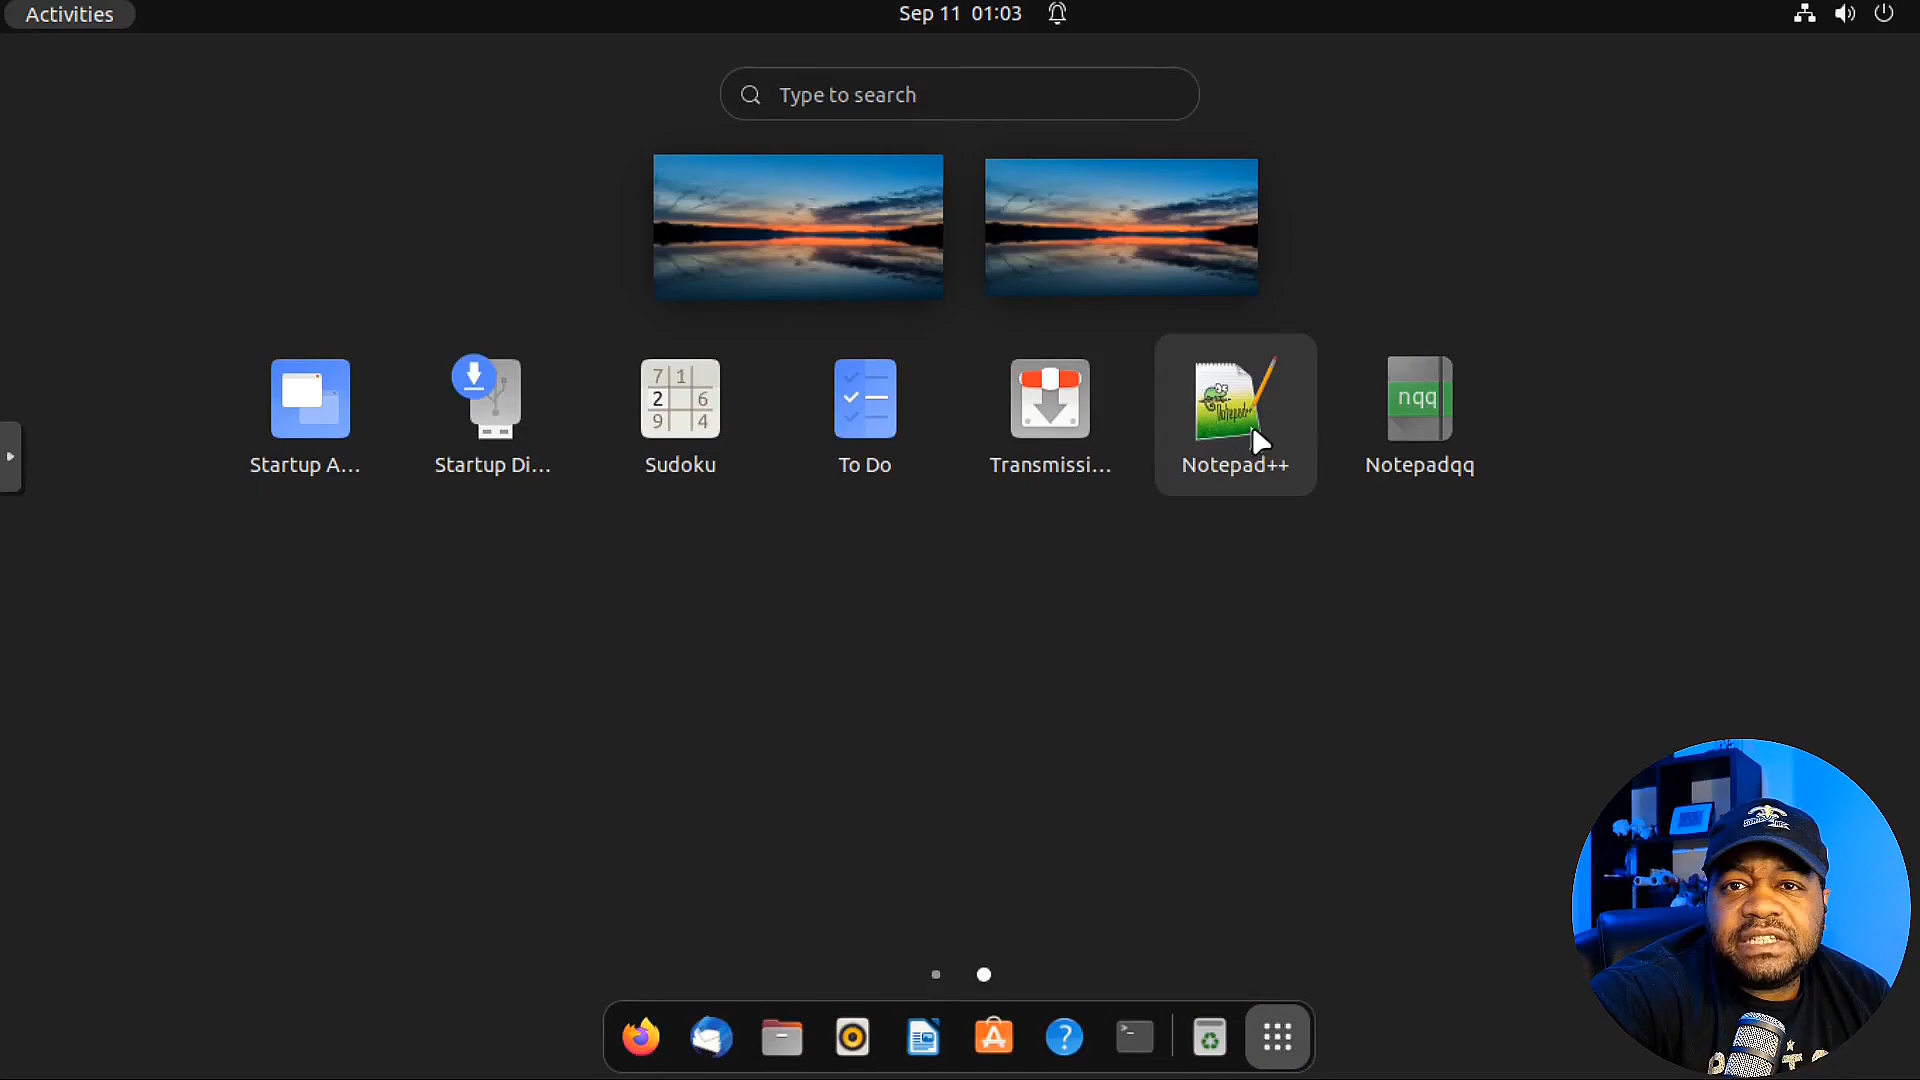 Activities
Sep 11 01:03
Type to search
7 1
2 6
9 4
Notepad++
nqq
Startup A...
Startup Di...
Sudoku
To Do
Transmissi...
Notepad++
Notepadqq